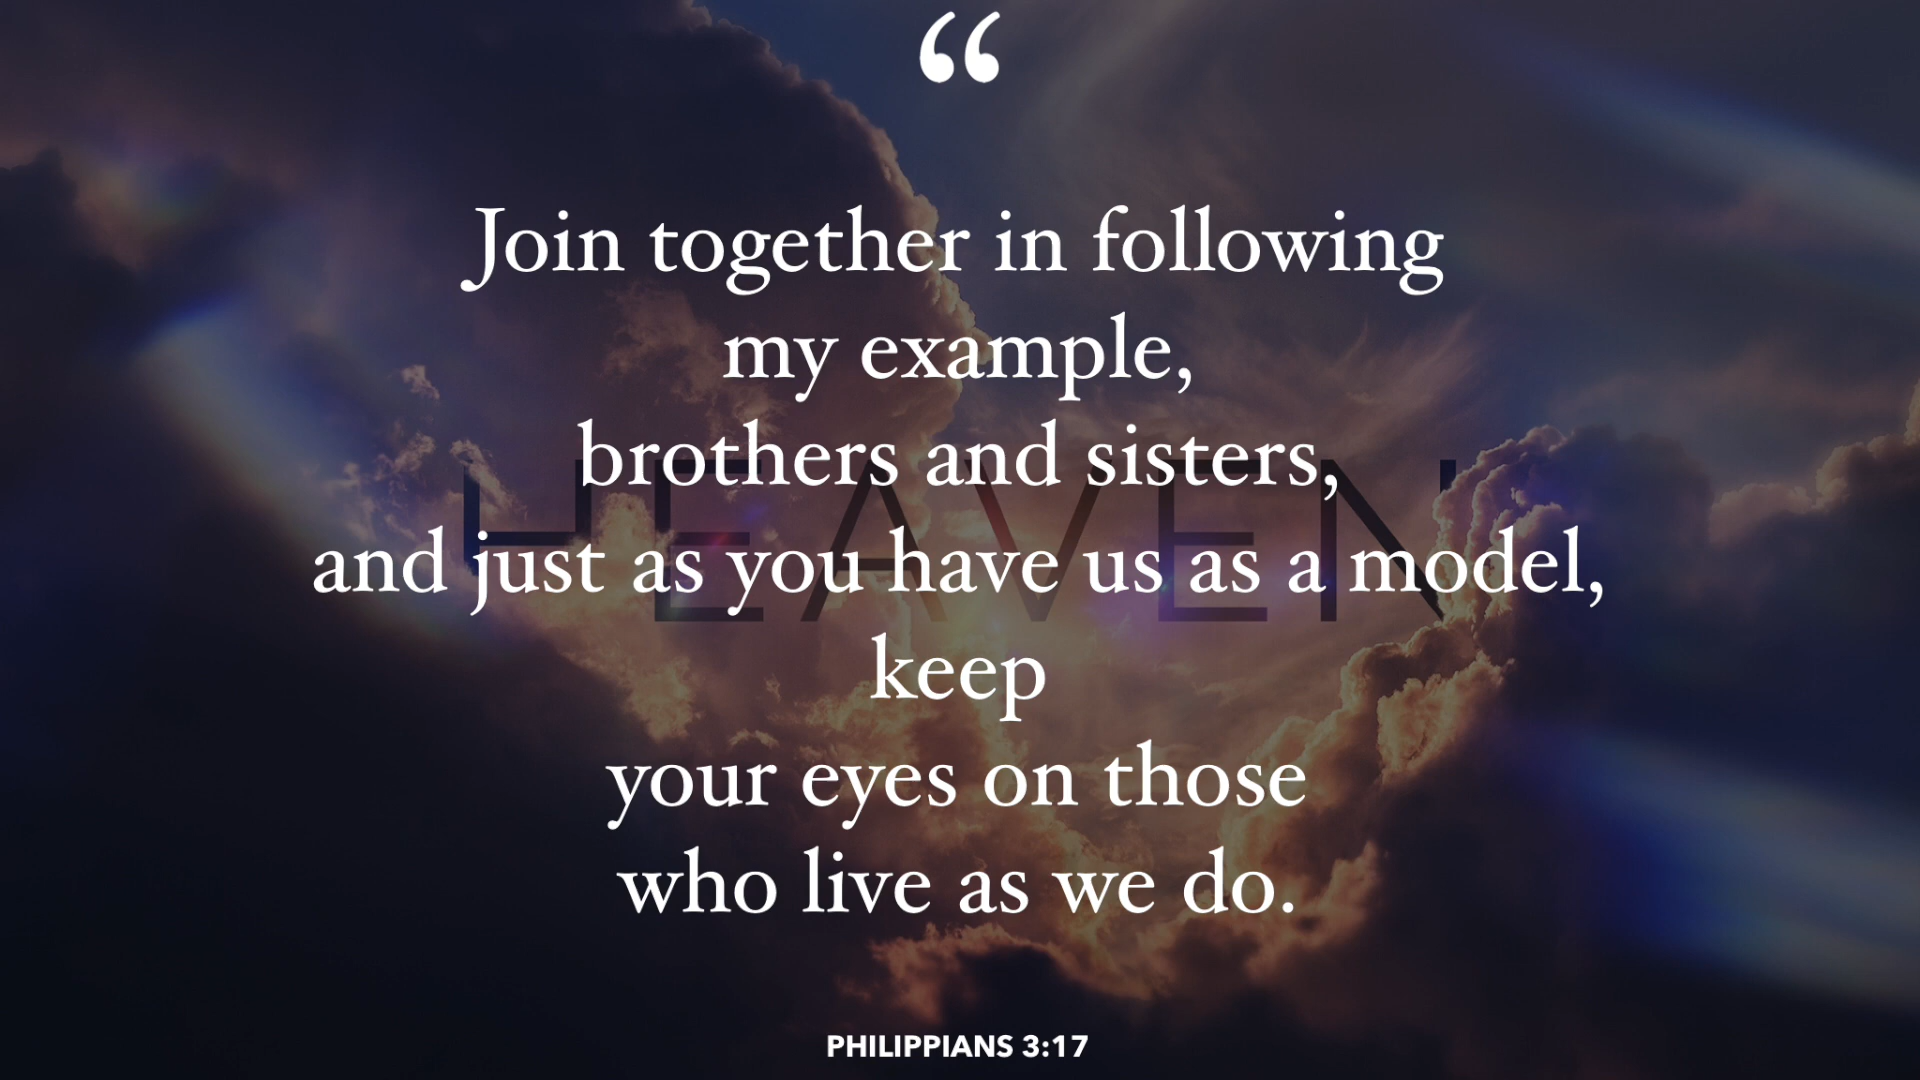 “
Join together in following
my example,
brothers and sisters,
HEAVEN
and just as you have us as a model,
keep
your eyes on those
who live as we do.
PHILIPPIANS 3:17